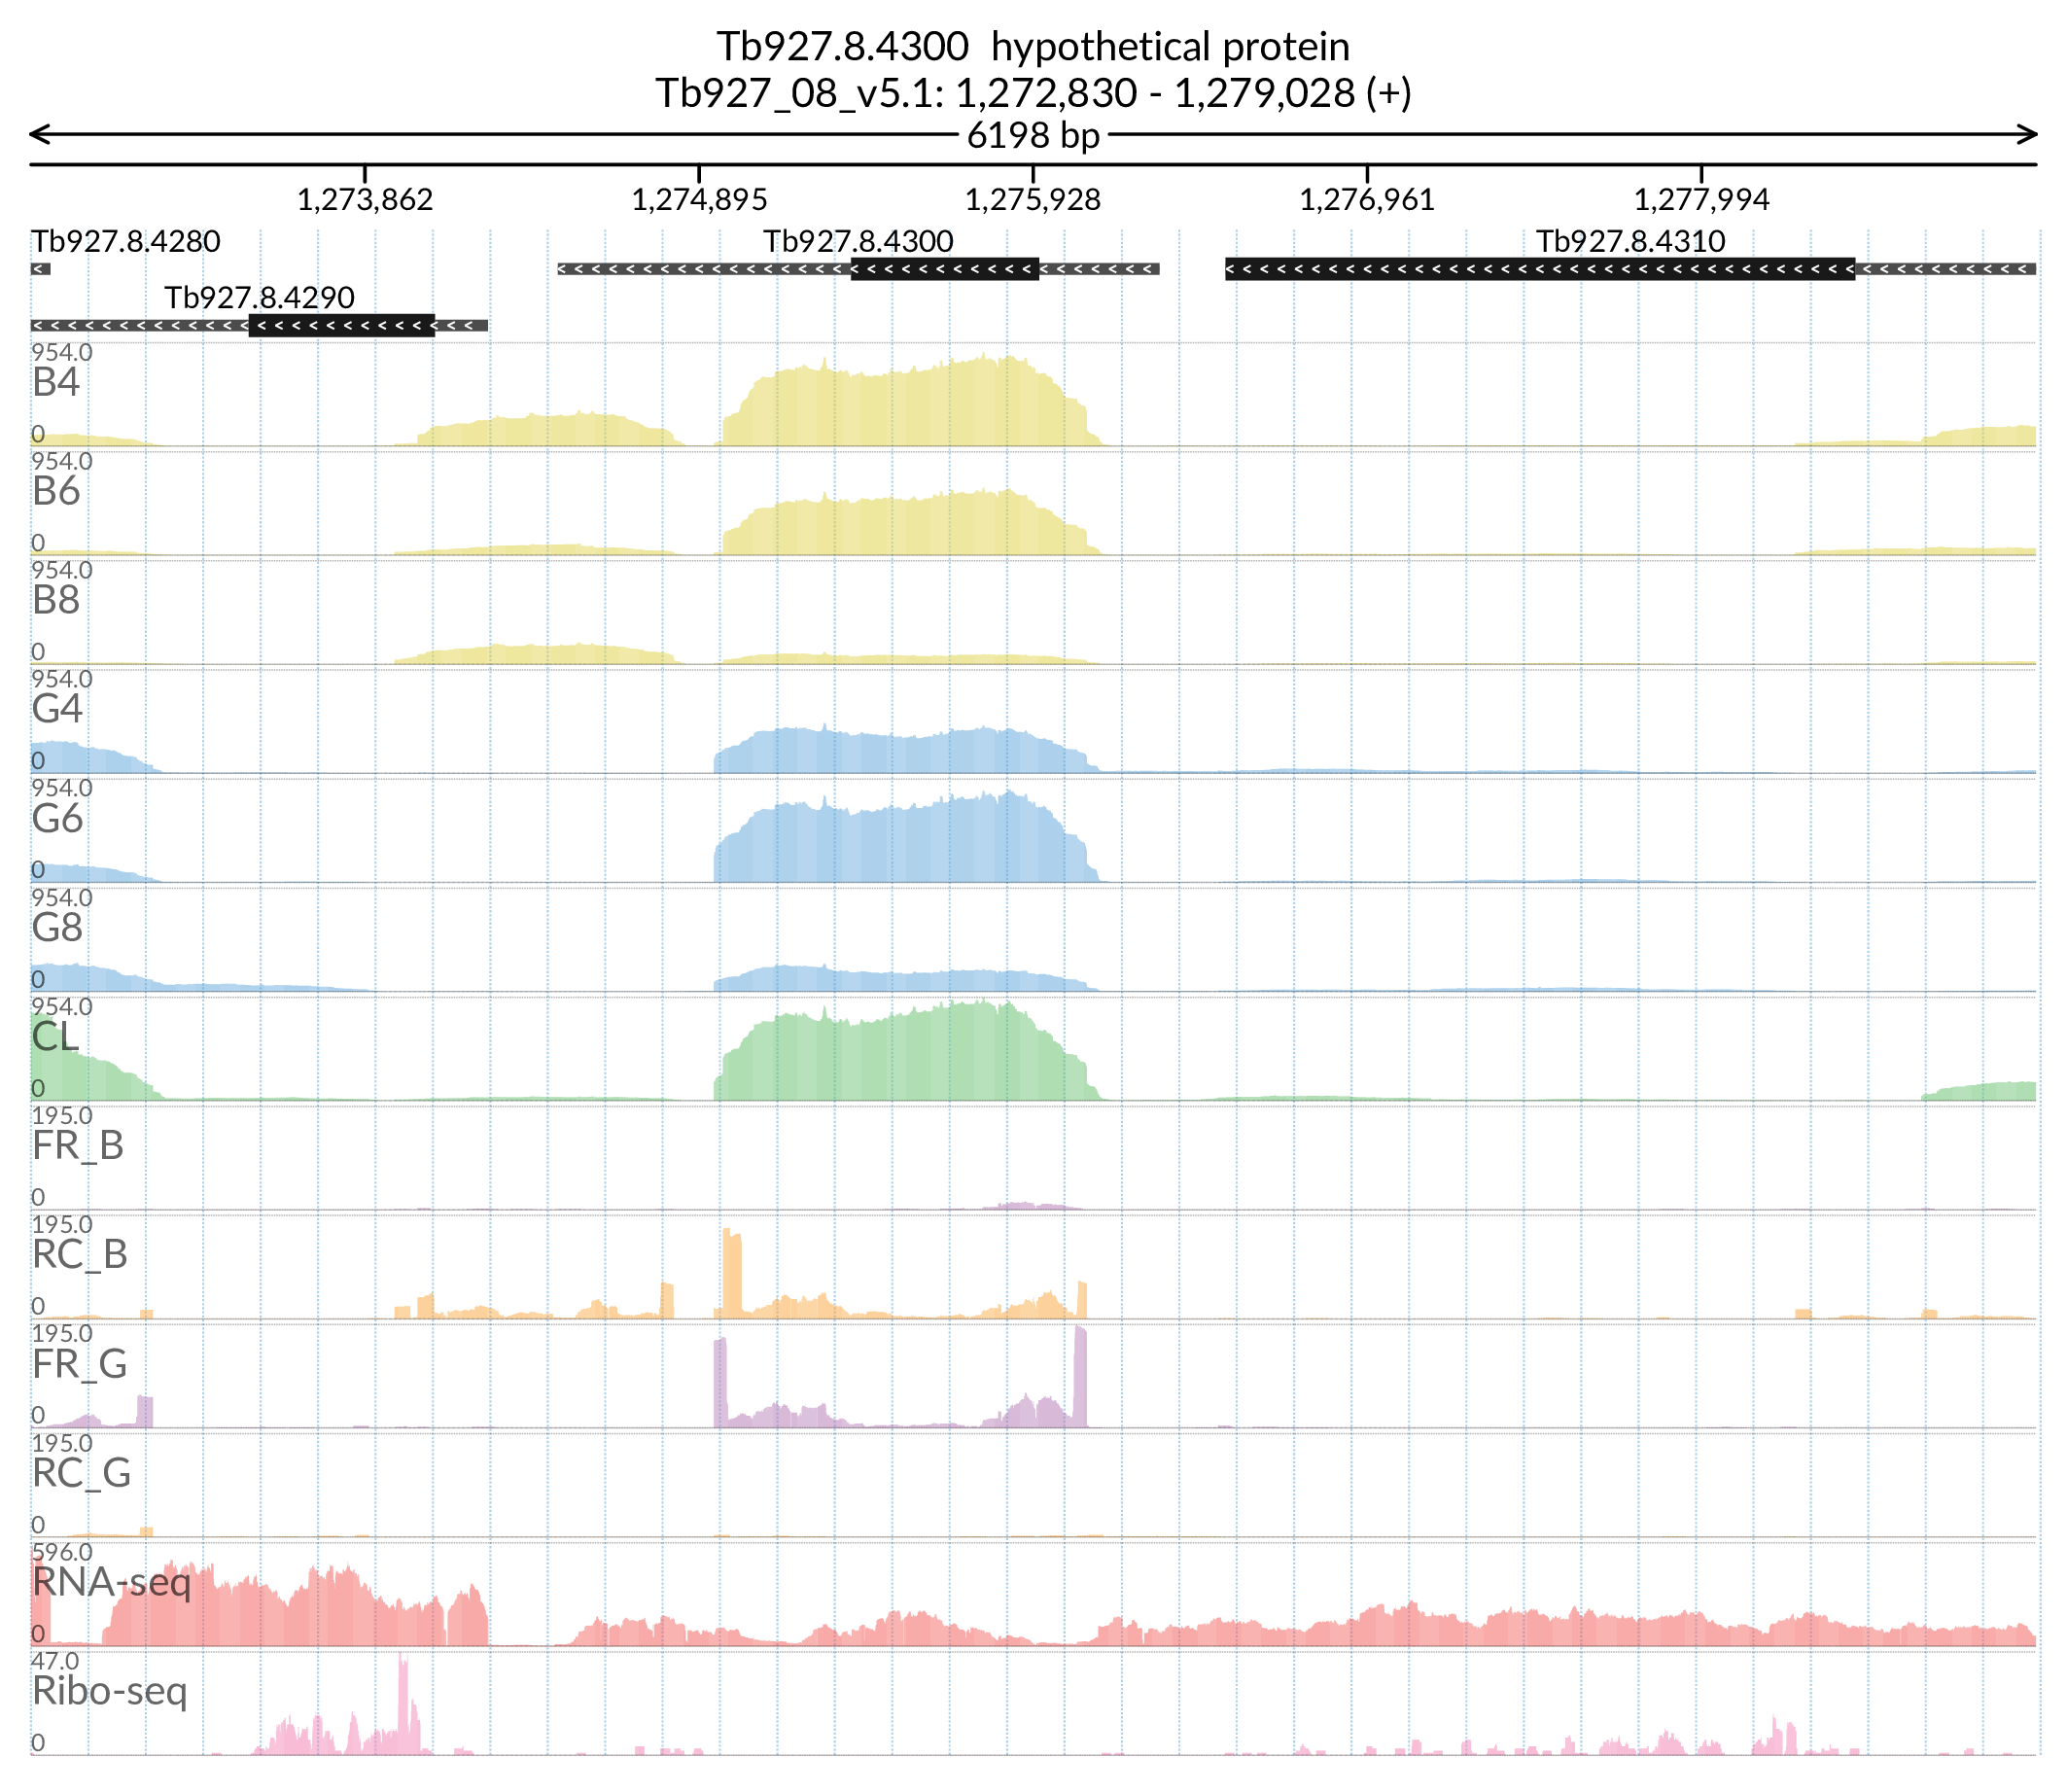 Tb927.8.4300  hypothetical protein
Tb927_08_v5.1: 1,272,830 - 1,279,028 (+)
6198 bp
1,273,862 1,274,895 1,275,928 1,276,961 1,277,994
Tb927.8.4280 Tb927.8.4300 Tb927.8.4310
Tb927.8.4290
954.0
B4
0
954.0
B6
0
954.0
B8
0
954.0
G4
0
954.0
G6
0
954.0
G8
0
954.0
CL
0
195.0
FR_B
0
195.0
RC_B
0
195.0
FR_G
0
195.0
RC_G
0
596.0
RNA-seq
0
47.0
Ribo-seq
0